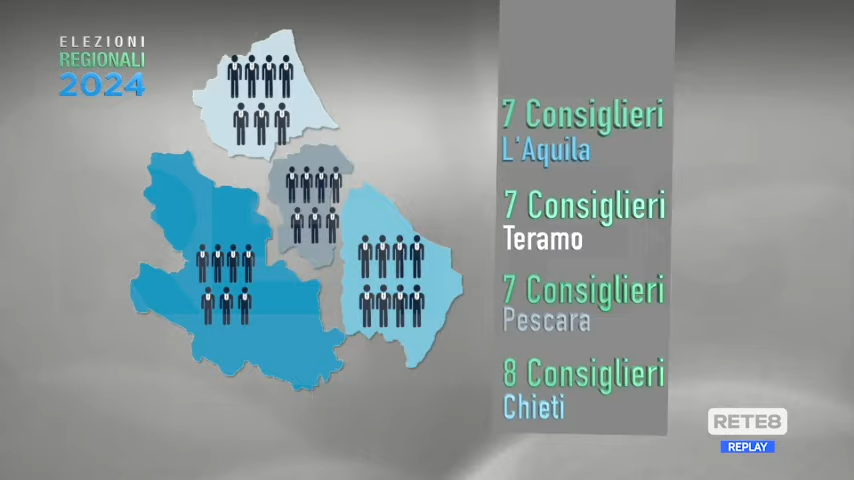 ELEZIONI
REGIONALI
2024
7 Consiglieri
L'Aquila
7 Consiglieri
Teramo
7 Consiglieri
Pescara
8 Consiglieri
Chieti
RETE8
REPLAY